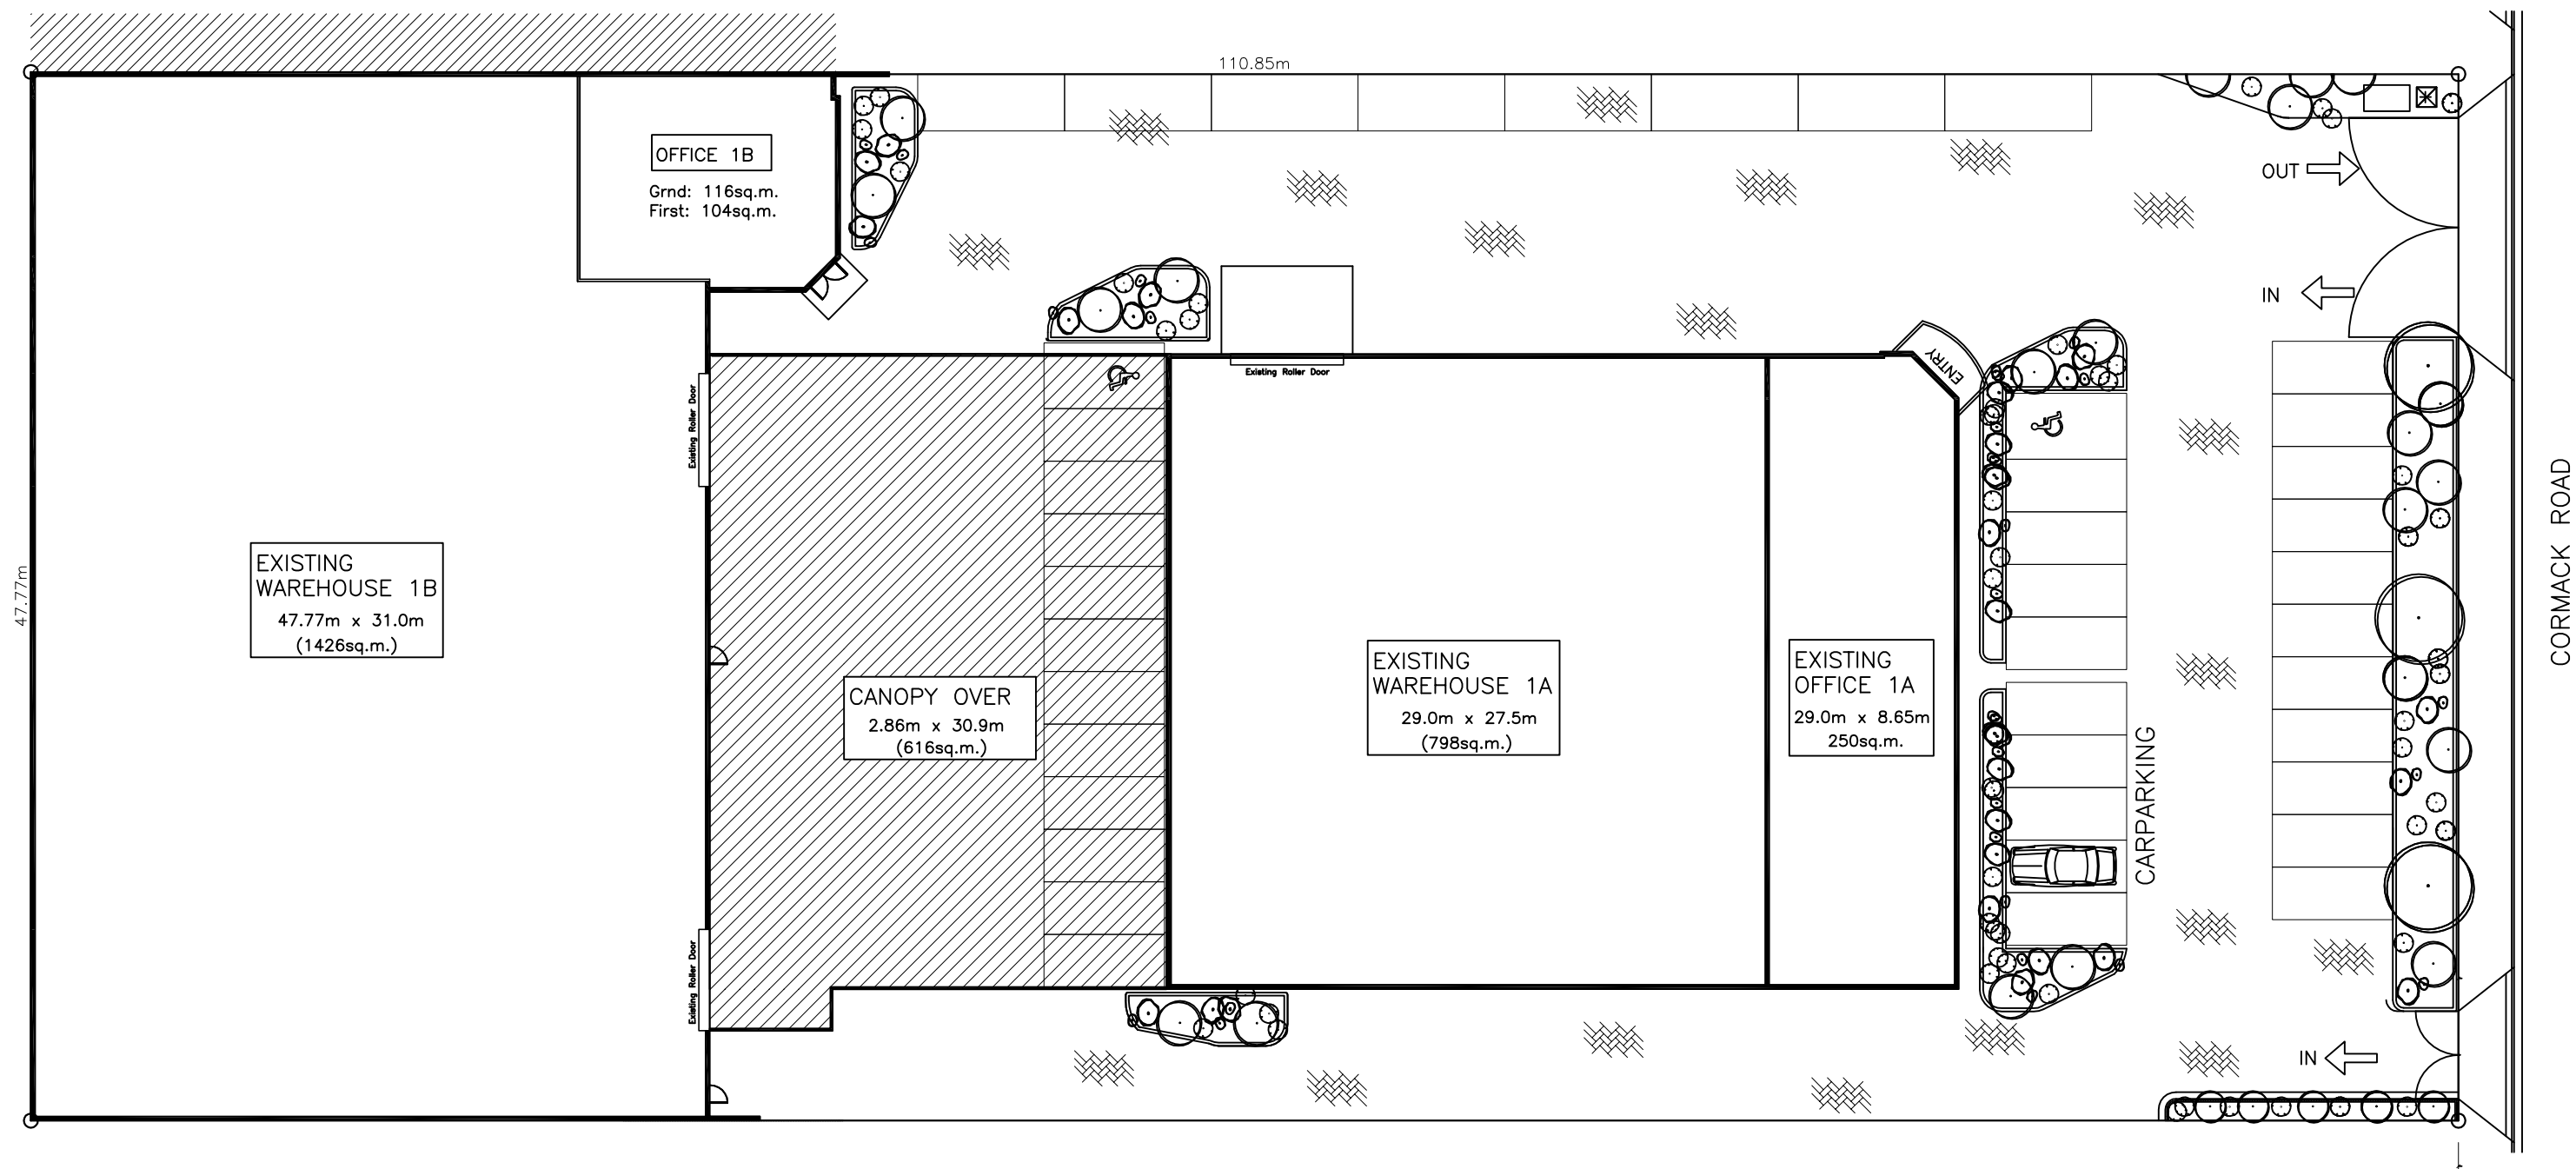 110.85m
OFFICE 1B
Grnd: 116sq.m.
First: 104sq.m.
OUT
IN
ENTRY
Existing Roller Door
Existing Roller Door
47.77m
EXISTING
WAREHOUSE 1B
47.77m x 31.0m
(1426sq.m.)
CANOPY OVER
2.86m x 30.9m
(616sq.m.)
EXISTING
WAREHOUSE 1A
29.0m x 27.5m
(798sq.m.)
EXISTING
OFFICE 1A
29.0m x 8.65m
250sq.m.
CARPARKING
CORMACK ROAD
Existing Roller Door
IN